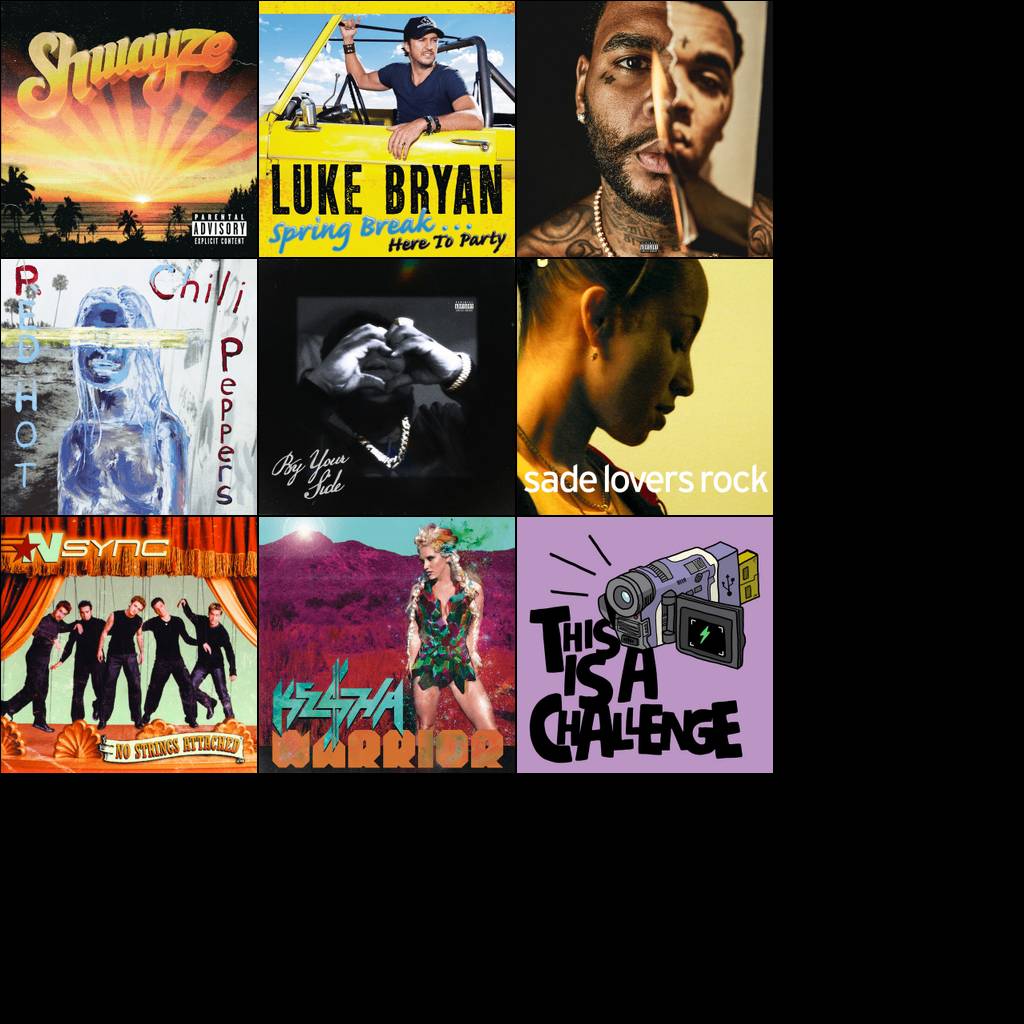 Shwayze
PARENTAL
ADVISORY
EXPLICIT CONTENT
LUKE BRYAN
Spring Break...
Here To Party
RED HOT
Chili
Peppers
By Your
Side
sade lovers rock
NSYNC
NO STRINGS ATTACHED
KE$HA
WARRIOR
THIS
IS A
CHALLENGE